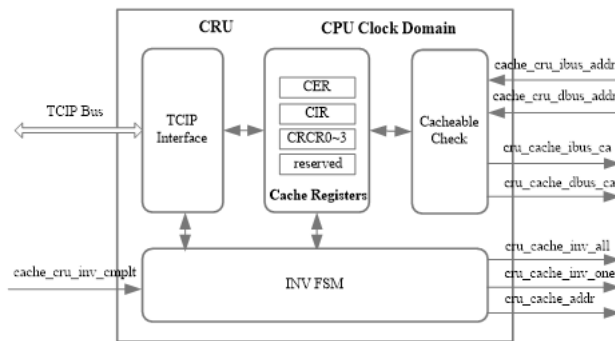 CRU
CPU Clock Domain
cache_cru_ibus_addr
cache_cru_dbus_addr
TCIP Bus
TCIP
Interface
CER
CIR
CRCR0~3
reserved
Cache Registers
Cacheable
Check
cru_cache_ibus_ca
cru_cache_dbus_ca
cache_cru_inv_cmplt
INV FSM
cru_cache_inv_all
cru_cache_inv_one
cru_cache_addr